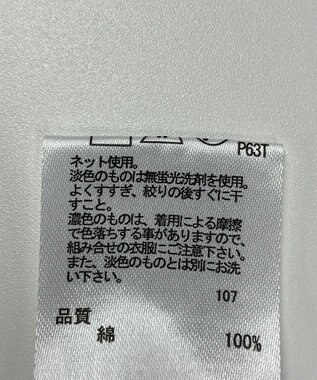 P63T
ネット使用。
淡色のものは無蛍光洗剤を使用。
よくすすぎ、絞りの後すぐに干
すこと。
濃色のものは、着用による摩擦
で色落ちする事がありますので、
組み合せの衣服にご注意下さい。
また、淡色のものとは別にお洗
い下さい。
107
品質
綿 100%